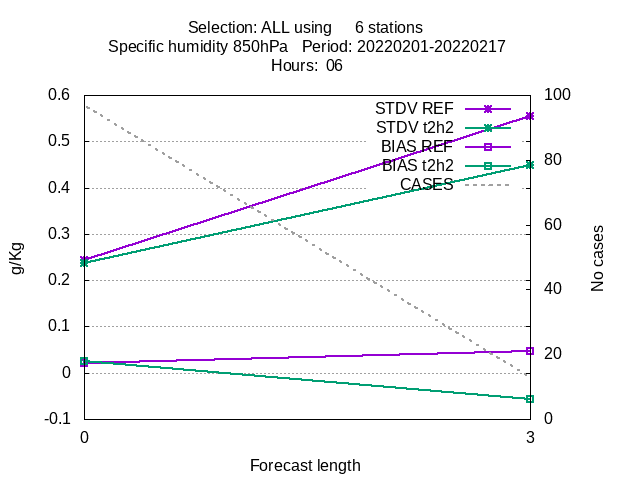 Selection: ALL using 6 stations
Specific humidity 850hPa Period: 20220201-20220217
Hours: 06
0.6
0.5
0.4
0.3
0.2
0.1
0
-0.1
g/Kg
STDV REF
STDV t2h2
BIAS REF
BIAS t2h2
CASES
100
80
60
40
20
0
No cases
0
3
Forecast length